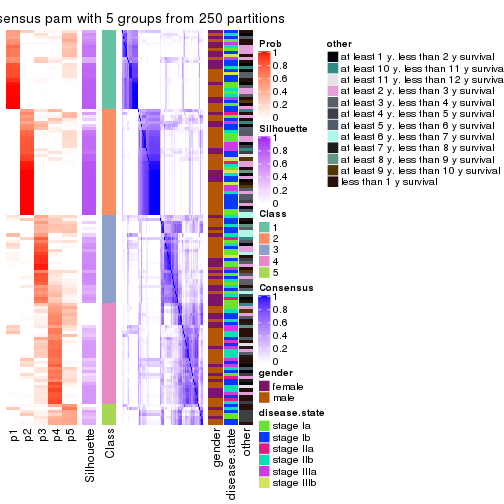 sensus pam with 5 groups from 250 partitions
Prob
1
0.8
0.6
0.4
0.2
0
Silhouette
1
0.8
0.6
0.4
0.2
0
Class
1
2
3
4
5
Consensus
1
0.8
0.6
0.4
0.2
0
gender
female
male
disease.state
stage Ia
stage Ib
stage IIa
stage IIb
stage IIIa
stage IIIb
other
at least 1 y. less than 2 y survival
at least 10 y. less than 11 y surviva
at least 11 y. less than 12 y surviva
at least 2 y. less than 3 y survival
at least 3 y. less than 4 y survival
at least 4 y. less than 5 y survival
at least 5 y. less than 6 y survival
at least 6 y. less than 7 y survival
at least 7 y. less than 8 y survival
at least 8 y. less than 9 y survival
at least 9 y. less than 10 y survival
less than 1 y survival
p1
p2
p3
p4
p5
Silhouette
Class
gender
disease.state
other